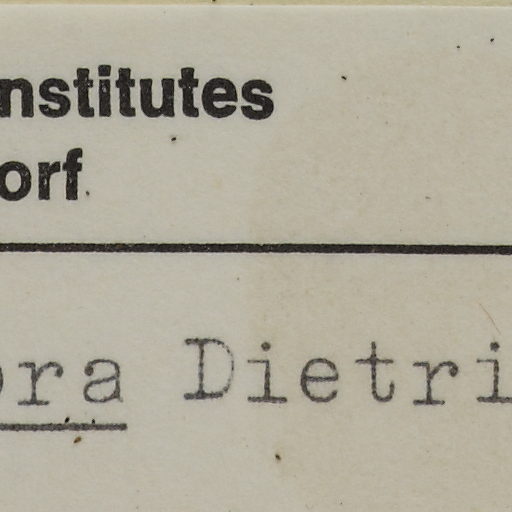 nstitutes
orf
ora Dietri